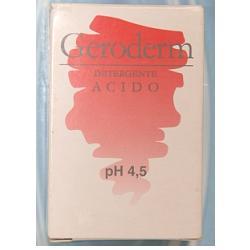 Geroderm
DETERGENTE
ACIDO
pH 4,5